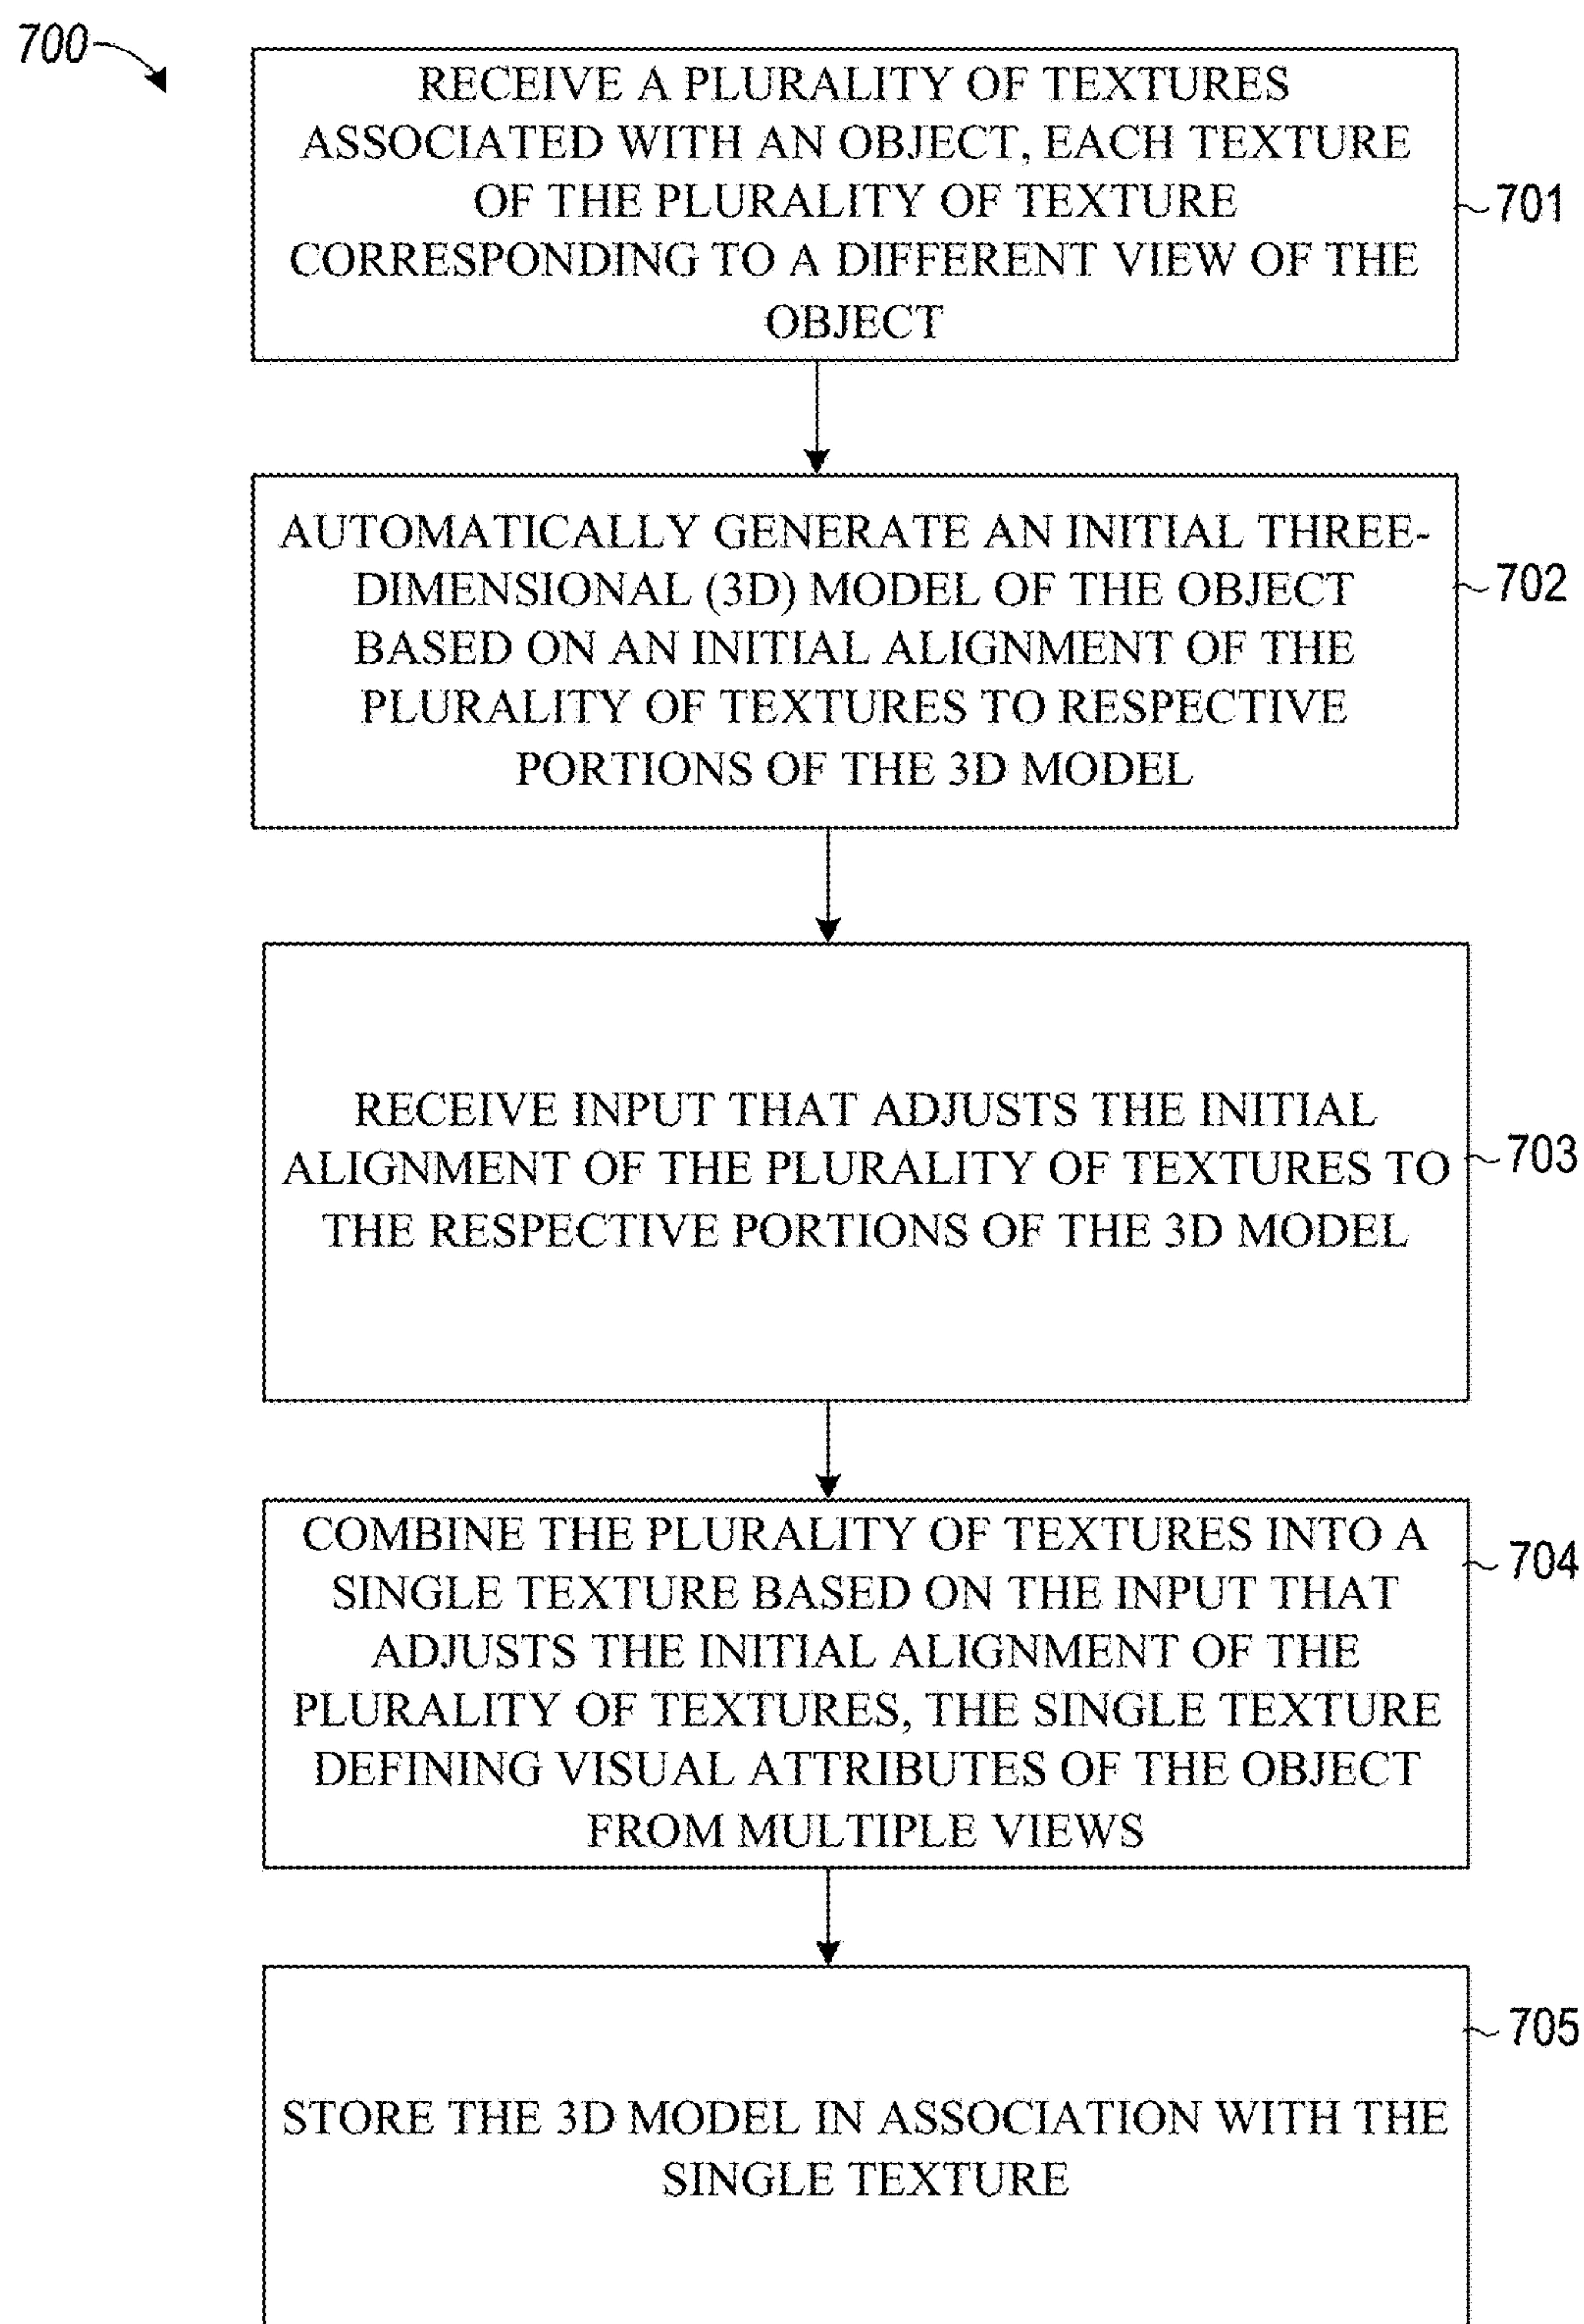 700
RECEIVE A PLURALITY OF TEXTURES
ASSOCIATED WITH AN OBJECT, EACH TEXTURE
OF THE PLURALITY OF TEXTURE
CORRESPONDING TO A DIFFERENT VIEW OF THE
OBJECT
701
AUTOMATICALLY GENERATE AN INITIAL THREE-
DIMENSIONAL (3D) MODEL OF THE OBJECT
BASED ON AN INITIAL ALIGNMENT OF THE
PLURALITY OF TEXTURES TO RESPECTIVE
PORTIONS OF THE 3D MODEL
702
RECEIVE INPUT THAT ADJUSTS THE INITIAL
ALIGNMENT OF THE PLURALITY OF TEXTURES TO
THE RESPECTIVE PORTIONS OF THE 3D MODEL
703
COMBINE THE PLURALITY OF TEXTURES INTO A
SINGLE TEXTURE BASED ON THE INPUT THAT
ADJUSTS THE INITIAL ALIGNMENT OF THE
PLURALITY OF TEXTURES, THE SINGLE TEXTURE
DEFINING VISUAL ATTRIBUTES OF THE OBJECT
FROM MULTIPLE VIEWS
704
STORE THE 3D MODEL IN ASSOCIATION WITH THE
SINGLE TEXTURE
705